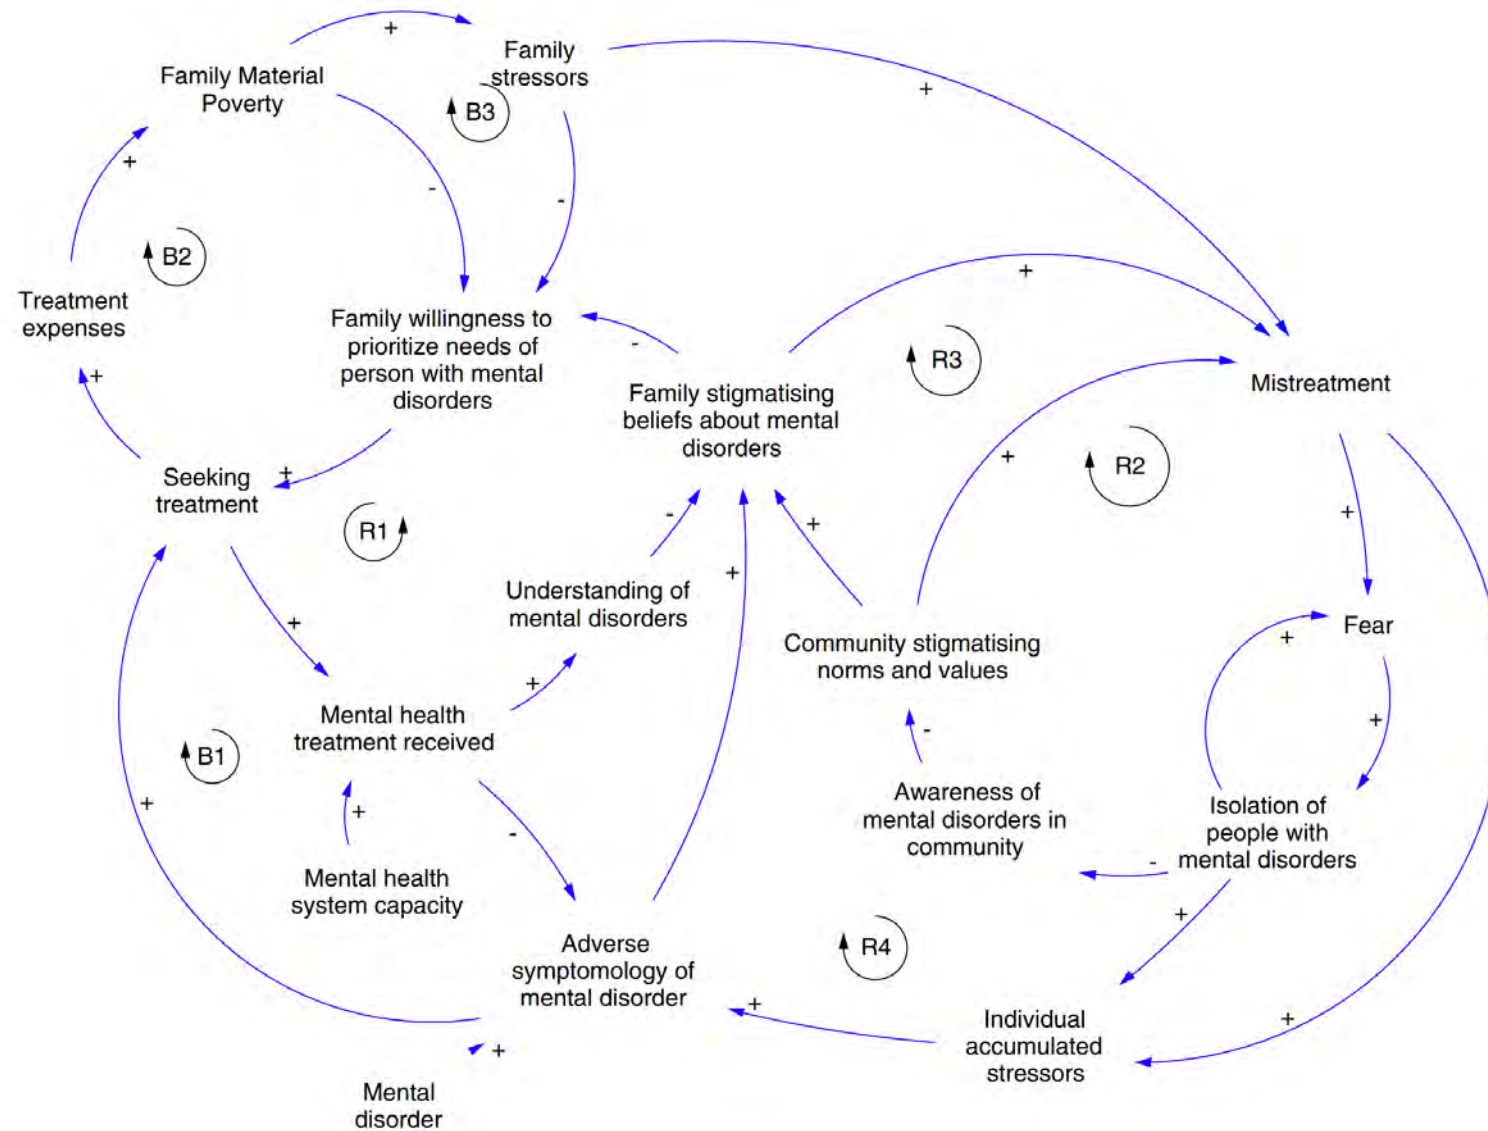 +
Family
stressors
Family Material
Poverty
B3
+
+
-
-
B2
Treatment
expenses
+
Family willingness to
prioritize needs of
person with mental
disorders
-
+
R3
Mistreatment
Family stigmatising
beliefs about mental
disorders
+
Seeking
treatment
+
R2
R1
-
+
+
+
Understanding of
mental disorders
+
Community stigmatising
norms and values
Fear
+
+
+
Mental health
treatment received
-
+
B1
+
+
-
Mental health
system capacity
Awareness of
mental disorders in
community
-
Isolation of
people with
mental disorders
+
R4
Adverse
symptomology of
mental disorder
+
Individual
accumulated
stressors
+
+
Mental
disorder